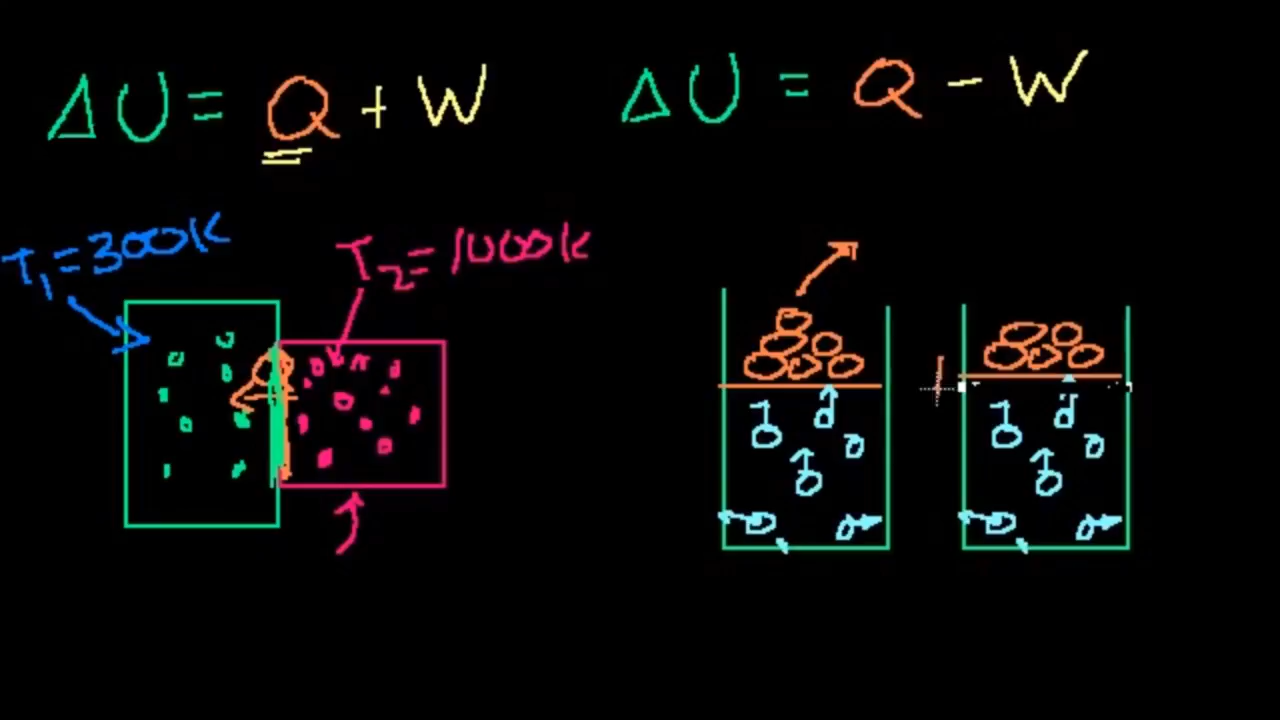 ΔU = Q + W
ΔU = Q - W
T₁ = 300K
T₂ = 1000K